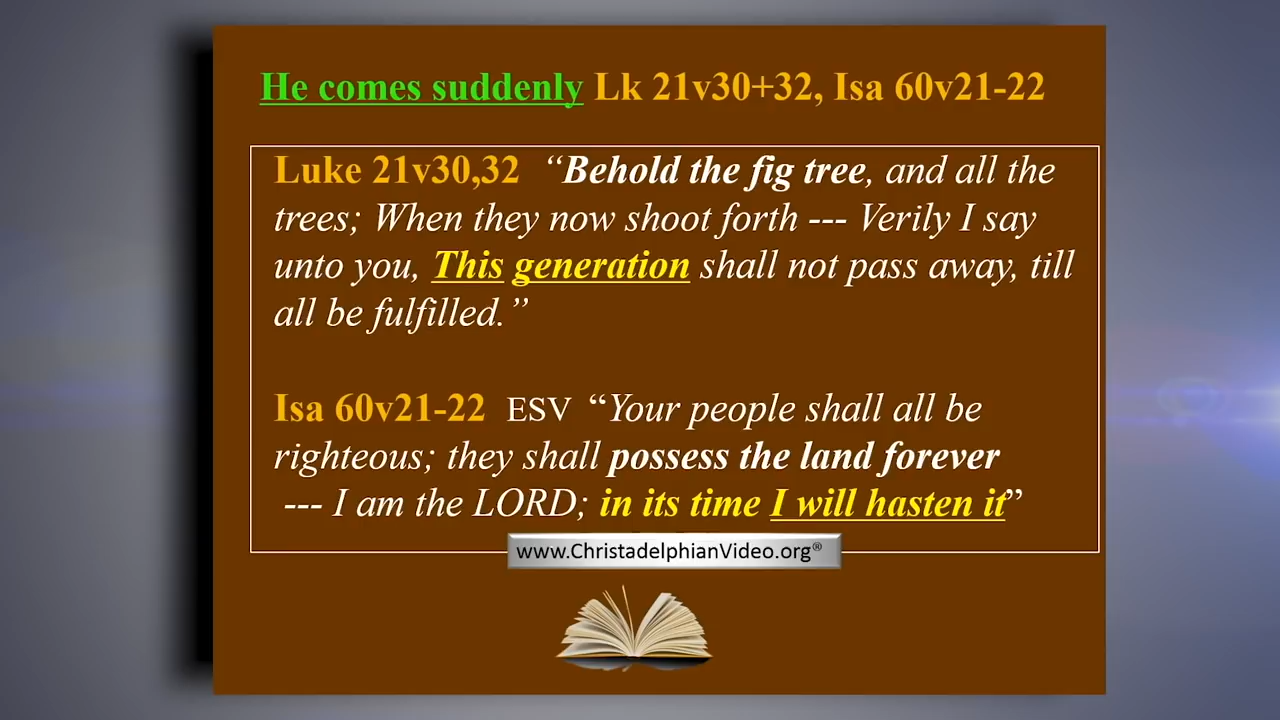 He comes suddenly Lk 21v30+32, Isa 60v21-22
Luke 21v30,32 “Behold the fig tree, and all the
trees; When they now shoot forth --- Verily I say
unto you, This generation shall not pass away, till
all be fulfilled.”
Isa 60v21-22 ESV “Your people shall all be
righteous; they shall possess the land forever
--- I am the LORD; in its time I will hasten it”
www.ChristadelphianVideo.org®